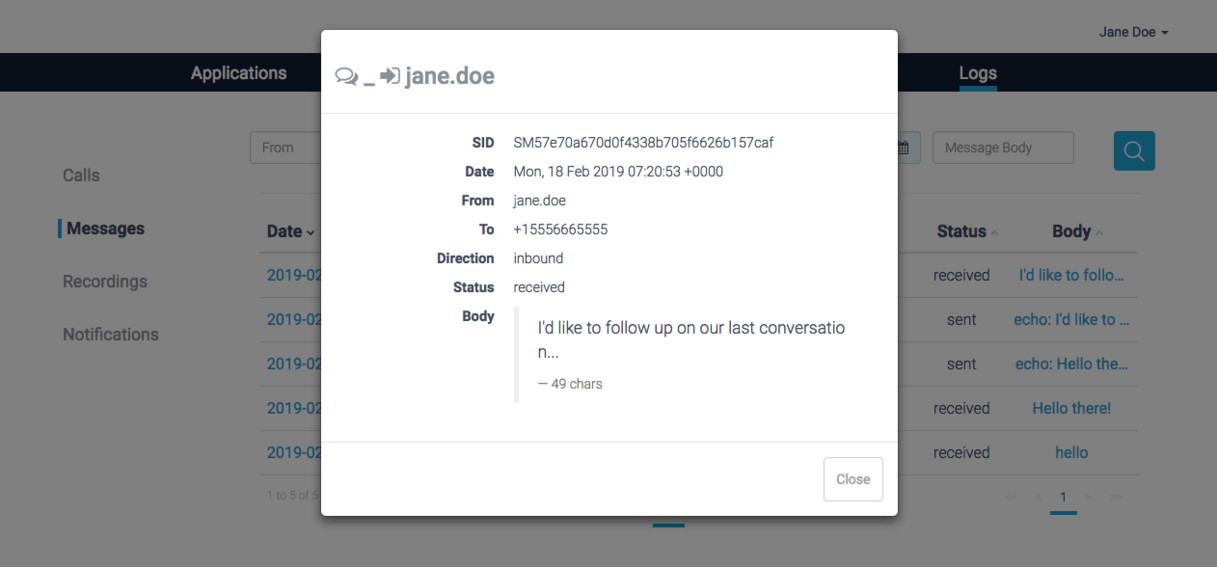 Jane Doe
Applications
Logs
_ jane.doe
SID SM57e70a670d0f4338b705f6626b157caf
Date Mon, 18 Feb 2019 07:20:53 +0000
From jane.doe
To +15556665555
Direction inbound
Status received
Body I'd like to follow up on our last conversatio
n...
— 49 chars
Close
Calls
Messages
Recordings
Notifications
From
Message Body
Date Status Body
2019-02 received I'd like to follo...
2019-02 sent echo: I'd like to ...
2019-02 sent echo: Hello the...
2019-02 received Hello there!
2019-02 received hello
1 to 5 of 5 << < 1 > >>